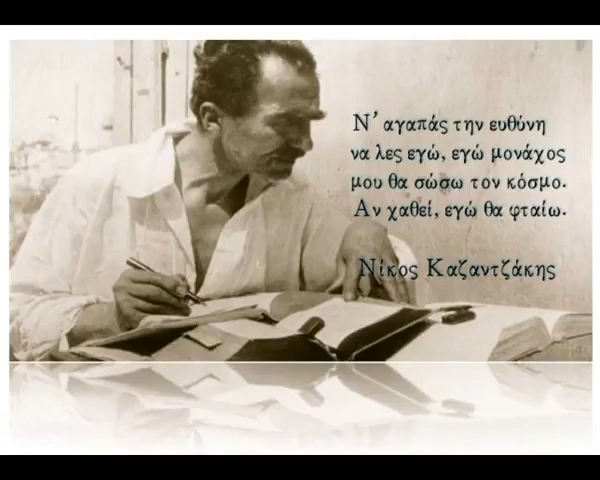 Ν' αγαπάς την ευθύνη
να λες εγώ, εγώ μονάχος
μου θα σώσω τον κόσμο.
Αν χαθεί, εγώ θα φταίω.
Νίκος Καζαντζάκης